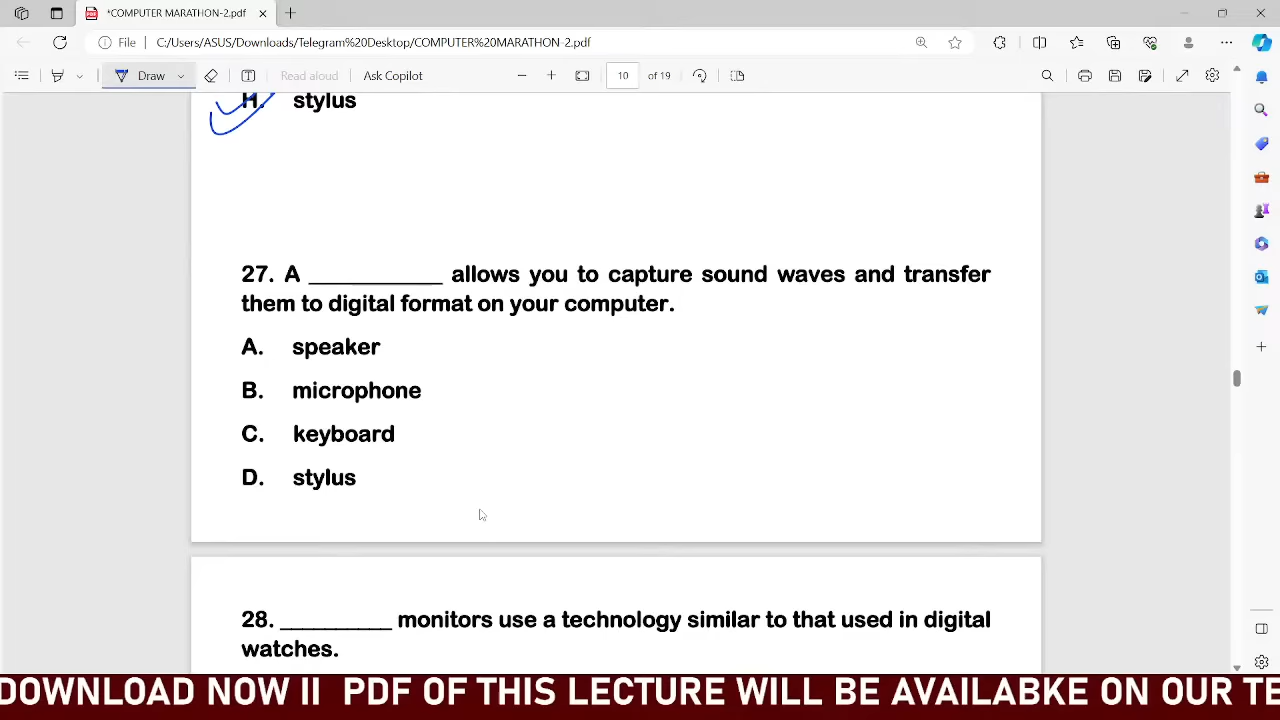 *COMPUTER MARATHON-2.pdf
File C:/Users/ASUS/Downloads/Telegram%20Desktop/COMPUTER%20MARATHON-2.pdf
Draw Read aloud Ask Copilot 10 of 19
H. stylus
27. A ___________ allows you to capture sound waves and transfer
them to digital format on your computer.
A. speaker
B. microphone
C. keyboard
D. stylus
28. __________ monitors use a technology similar to that used in digital
watches.
DOWNLOAD NOW II PDF OF THIS LECTURE WILL BE AVAILABKE ON OUR TE